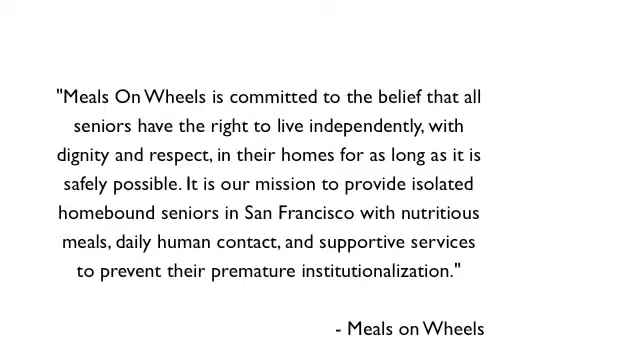 "Meals On Wheels is committed to the belief that all
seniors have the right to live independently, with
dignity and respect, in their homes for as long as it is
safely possible. It is our mission to provide isolated
homebound seniors in San Francisco with nutritious
meals, daily human contact, and supportive services
to prevent their premature institutionalization."
- Meals on Wheels